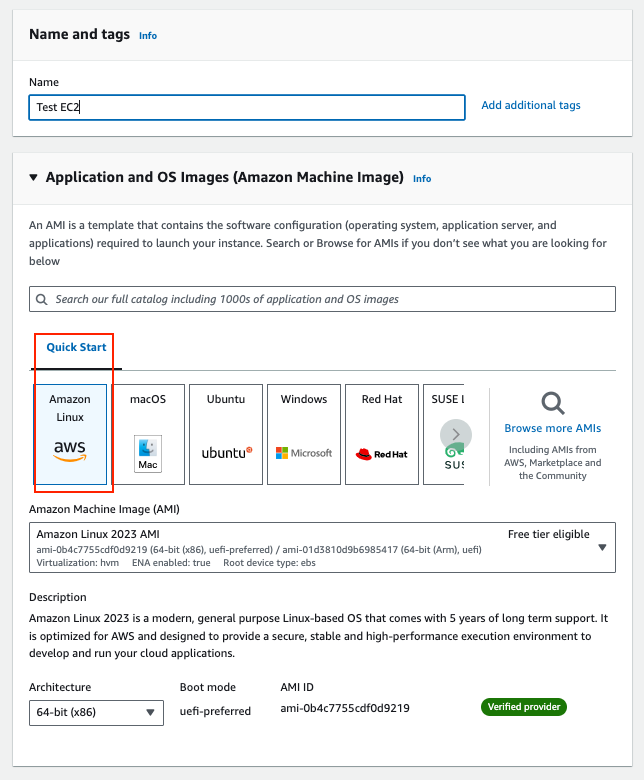 Name and tags Info
Name
Test EC2
Add additional tags
Application and OS Images (Amazon Machine Image) Info
An AMI is a template that contains the software configuration (operating system, application server, and
applications) required to launch your instance. Search or Browse for AMIs if you don't see what you are looking for
below
Search our full catalog including 1000s of application and OS images
Quick Start
Amazon
Linux
aws
macOS
Mac
Ubuntu
ubuntu
Windows
Microsoft
Red Hat
Red Hat
SUSE L
SUS
Browse more AMIs
Including AMIs from
AWS, Marketplace and
the Community
Amazon Machine Image (AMI)
Amazon Linux 2023 AMI
Free tier eligible
ami-0b4c7755cdf0d9219 (64-bit (x86), uefi-preferred) / ami-01d3810d9b6985417 (64-bit (Arm), uefi)
Virtualization: hvm ENA enabled: true Root device type: ebs
Description
Amazon Linux 2023 is a modern, general purpose Linux-based OS that comes with 5 years of long term support. It
is optimized for AWS and designed to provide a secure, stable and high-performance execution environment to
develop and run your cloud applications.
Architecture
64-bit (x86)
Boot mode
uefi-preferred
AMI ID
ami-0b4c7755cdf0d9219
Verified provider